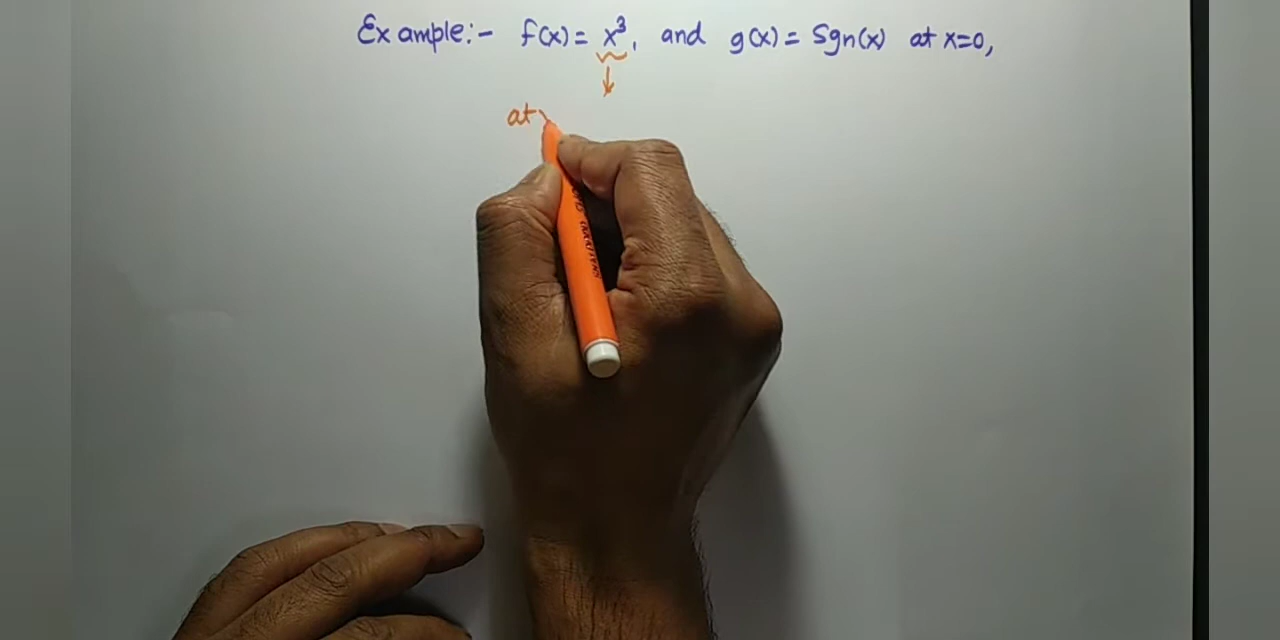 Example:- f(x) = x³, and g(x) = Sgn(x) at x=0,
at